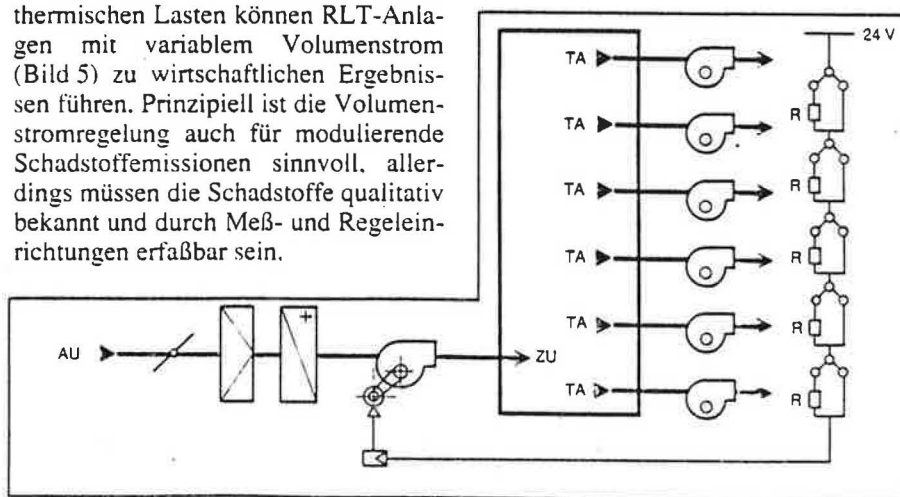 thermischen Lasten können RLT-Anla-
gen mit variablem Volumenstrom
(Bild 5) zu wirtschaftlichen Ergebnis-
sen führen. Prinzipiell ist die Volumen-
stromregelung auch für modulierende
Schadstoffemissionen sinnvoll, aller-
dings müssen die Schadstoffe qualitativ
bekannt und durch Meß- und Regelein-
richtungen erfaßbar sein.
24 V
TA
R
TA
R
TA
R
TA
R
TA
R
TA
AU
+
ZU